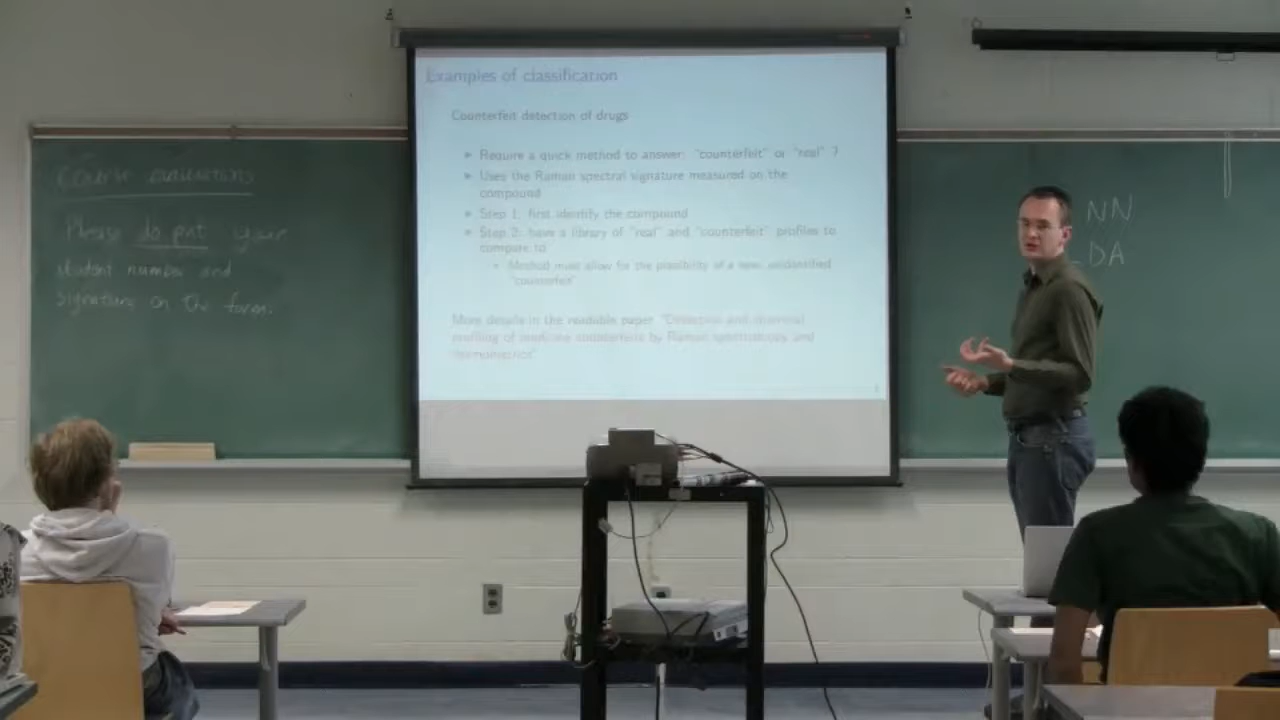 Course evaluations
Please do put your
student number and
signature on the form.
Examples of classification
Counterfeit detection of drugs
Require a quick method to answer: "counterfeit" or "real" ?
Uses the Raman spectral signature measured on the
compound
Step 1: first identify the compound
Step 2: have a library of "real" and "counterfeit" profiles to
compare to
Method must allow for the possibility of a new, unidentified
"counterfeit"
More details in the readable paper "Detection and chemical
profiling of medicine counterfeits by Raman spectroscopy and
chemometrics"
NN
DA